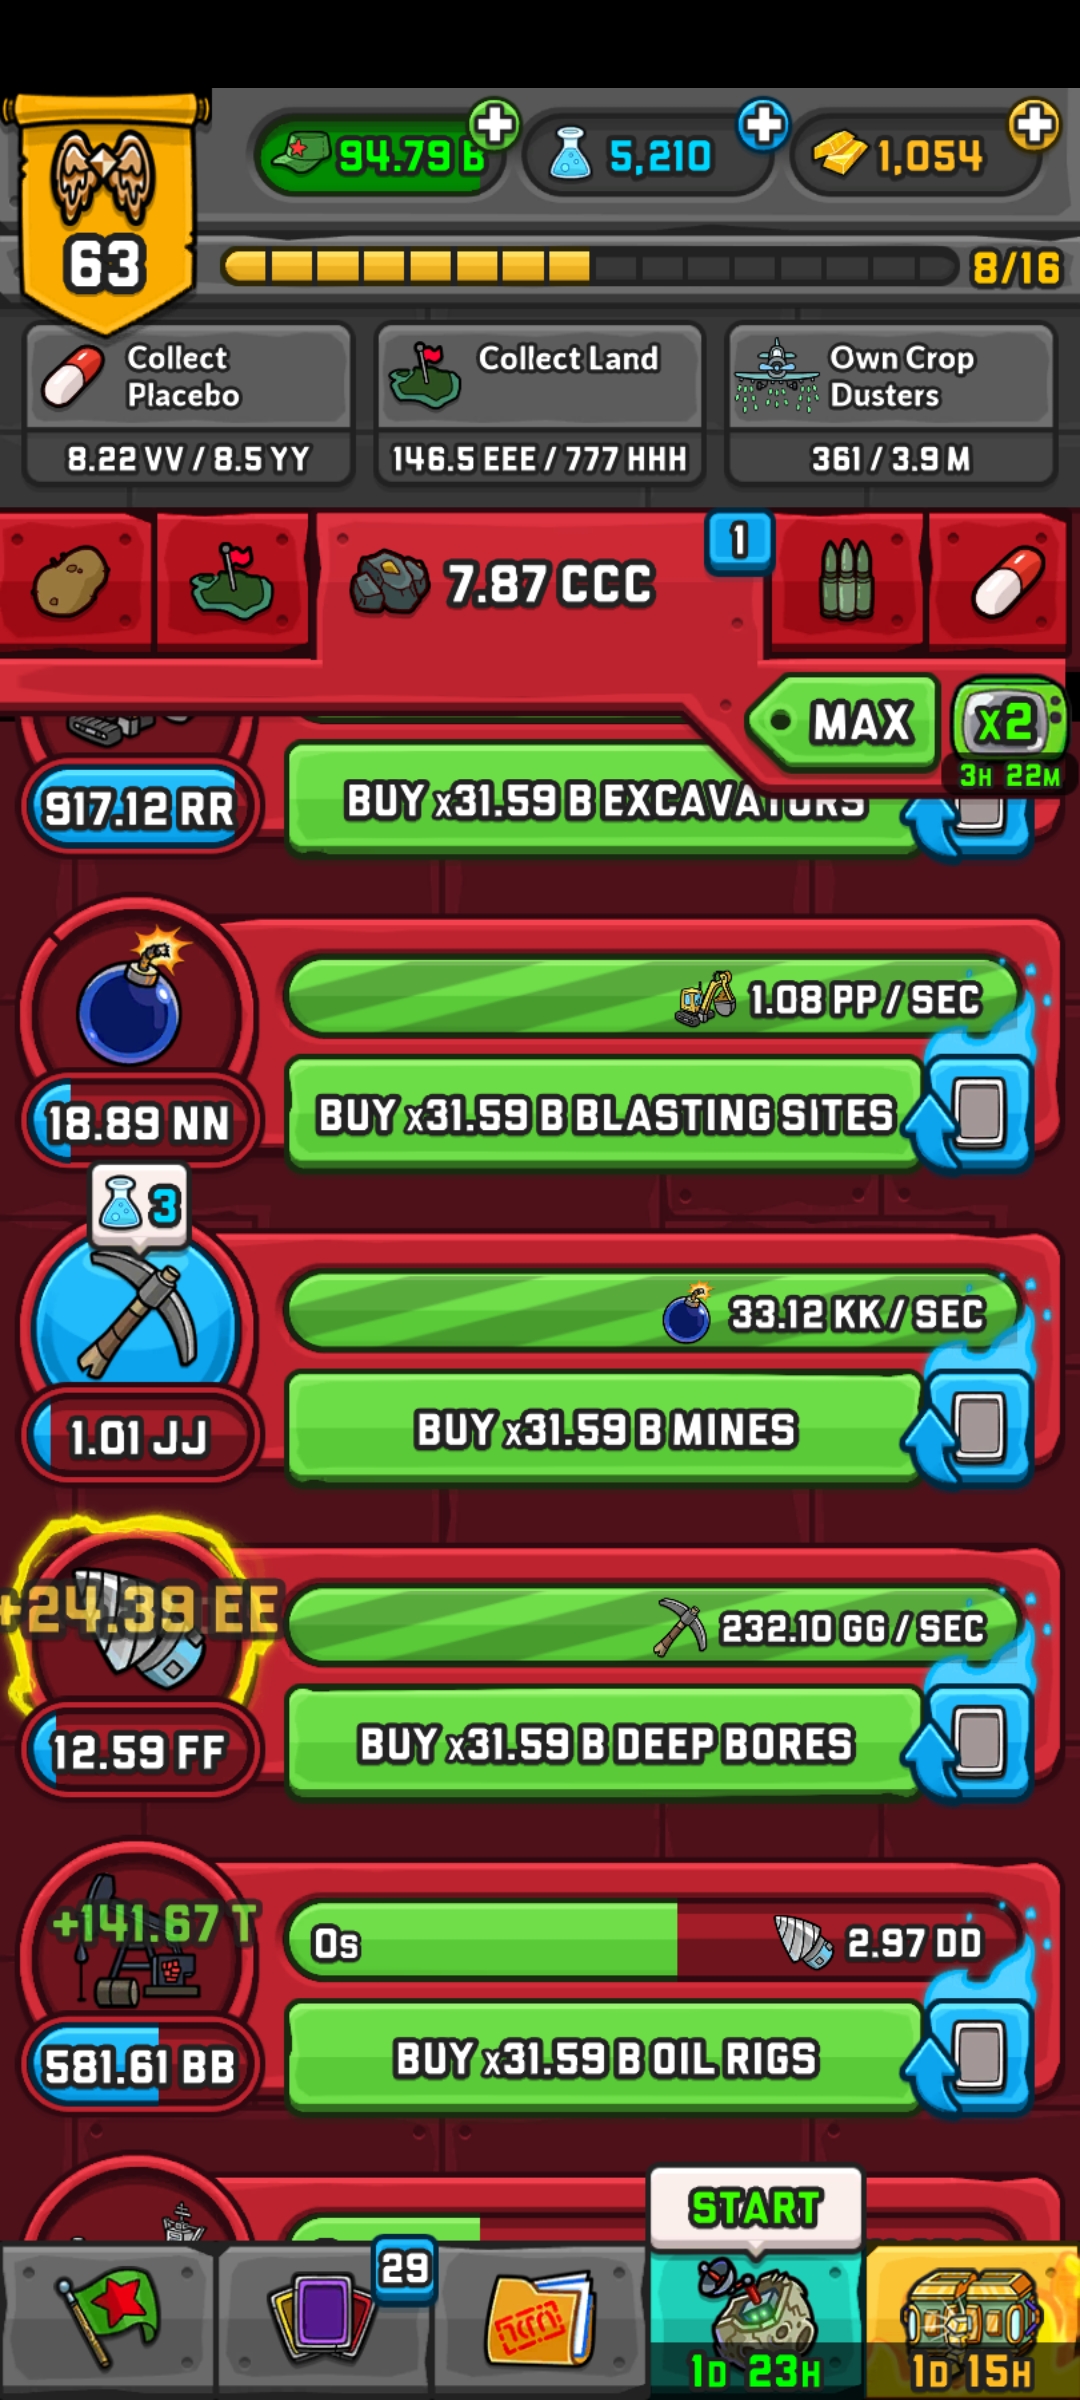 94.79 B
5,210
1,054
63
8/16
Collect
Placebo
8.22 VV / 8.5 YY
Collect Land
146.5 EEE / 777 HHH
Own Crop
Dusters
361 / 3.9 M
7.87 CCC
1
MAX
X2
3H 22M
917.12 RR
BUY x31.59 B EXCAVATORS
1.08 PP / SEC
18.89 NN
BUY x31.59 B BLASTING SITES
3
33.12 KK / SEC
1.01 JJ
BUY x31.59 B MINES
+24.39 EE
232.10 GG / SEC
12.59 FF
BUY x31.59 B DEEP BORES
+141.67 T
0s
2.97 DD
581.61 BB
BUY x31.59 B OIL RIGS
START
29
1D 23H
1D 15H